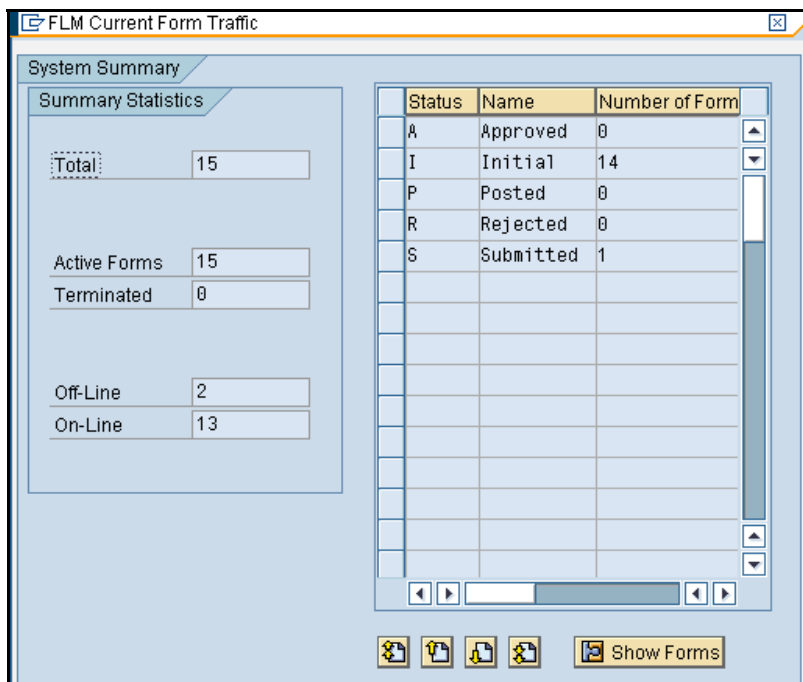 FLM Current Form Traffic
System Summary
Summary Statistics
Total 15
Active Forms 15
Terminated 0
Off-Line 2
On-Line 13
Status Name Number of Form
A Approved 0
I Initial 14
P Posted 0
R Rejected 0
S Submitted 1
Show Forms